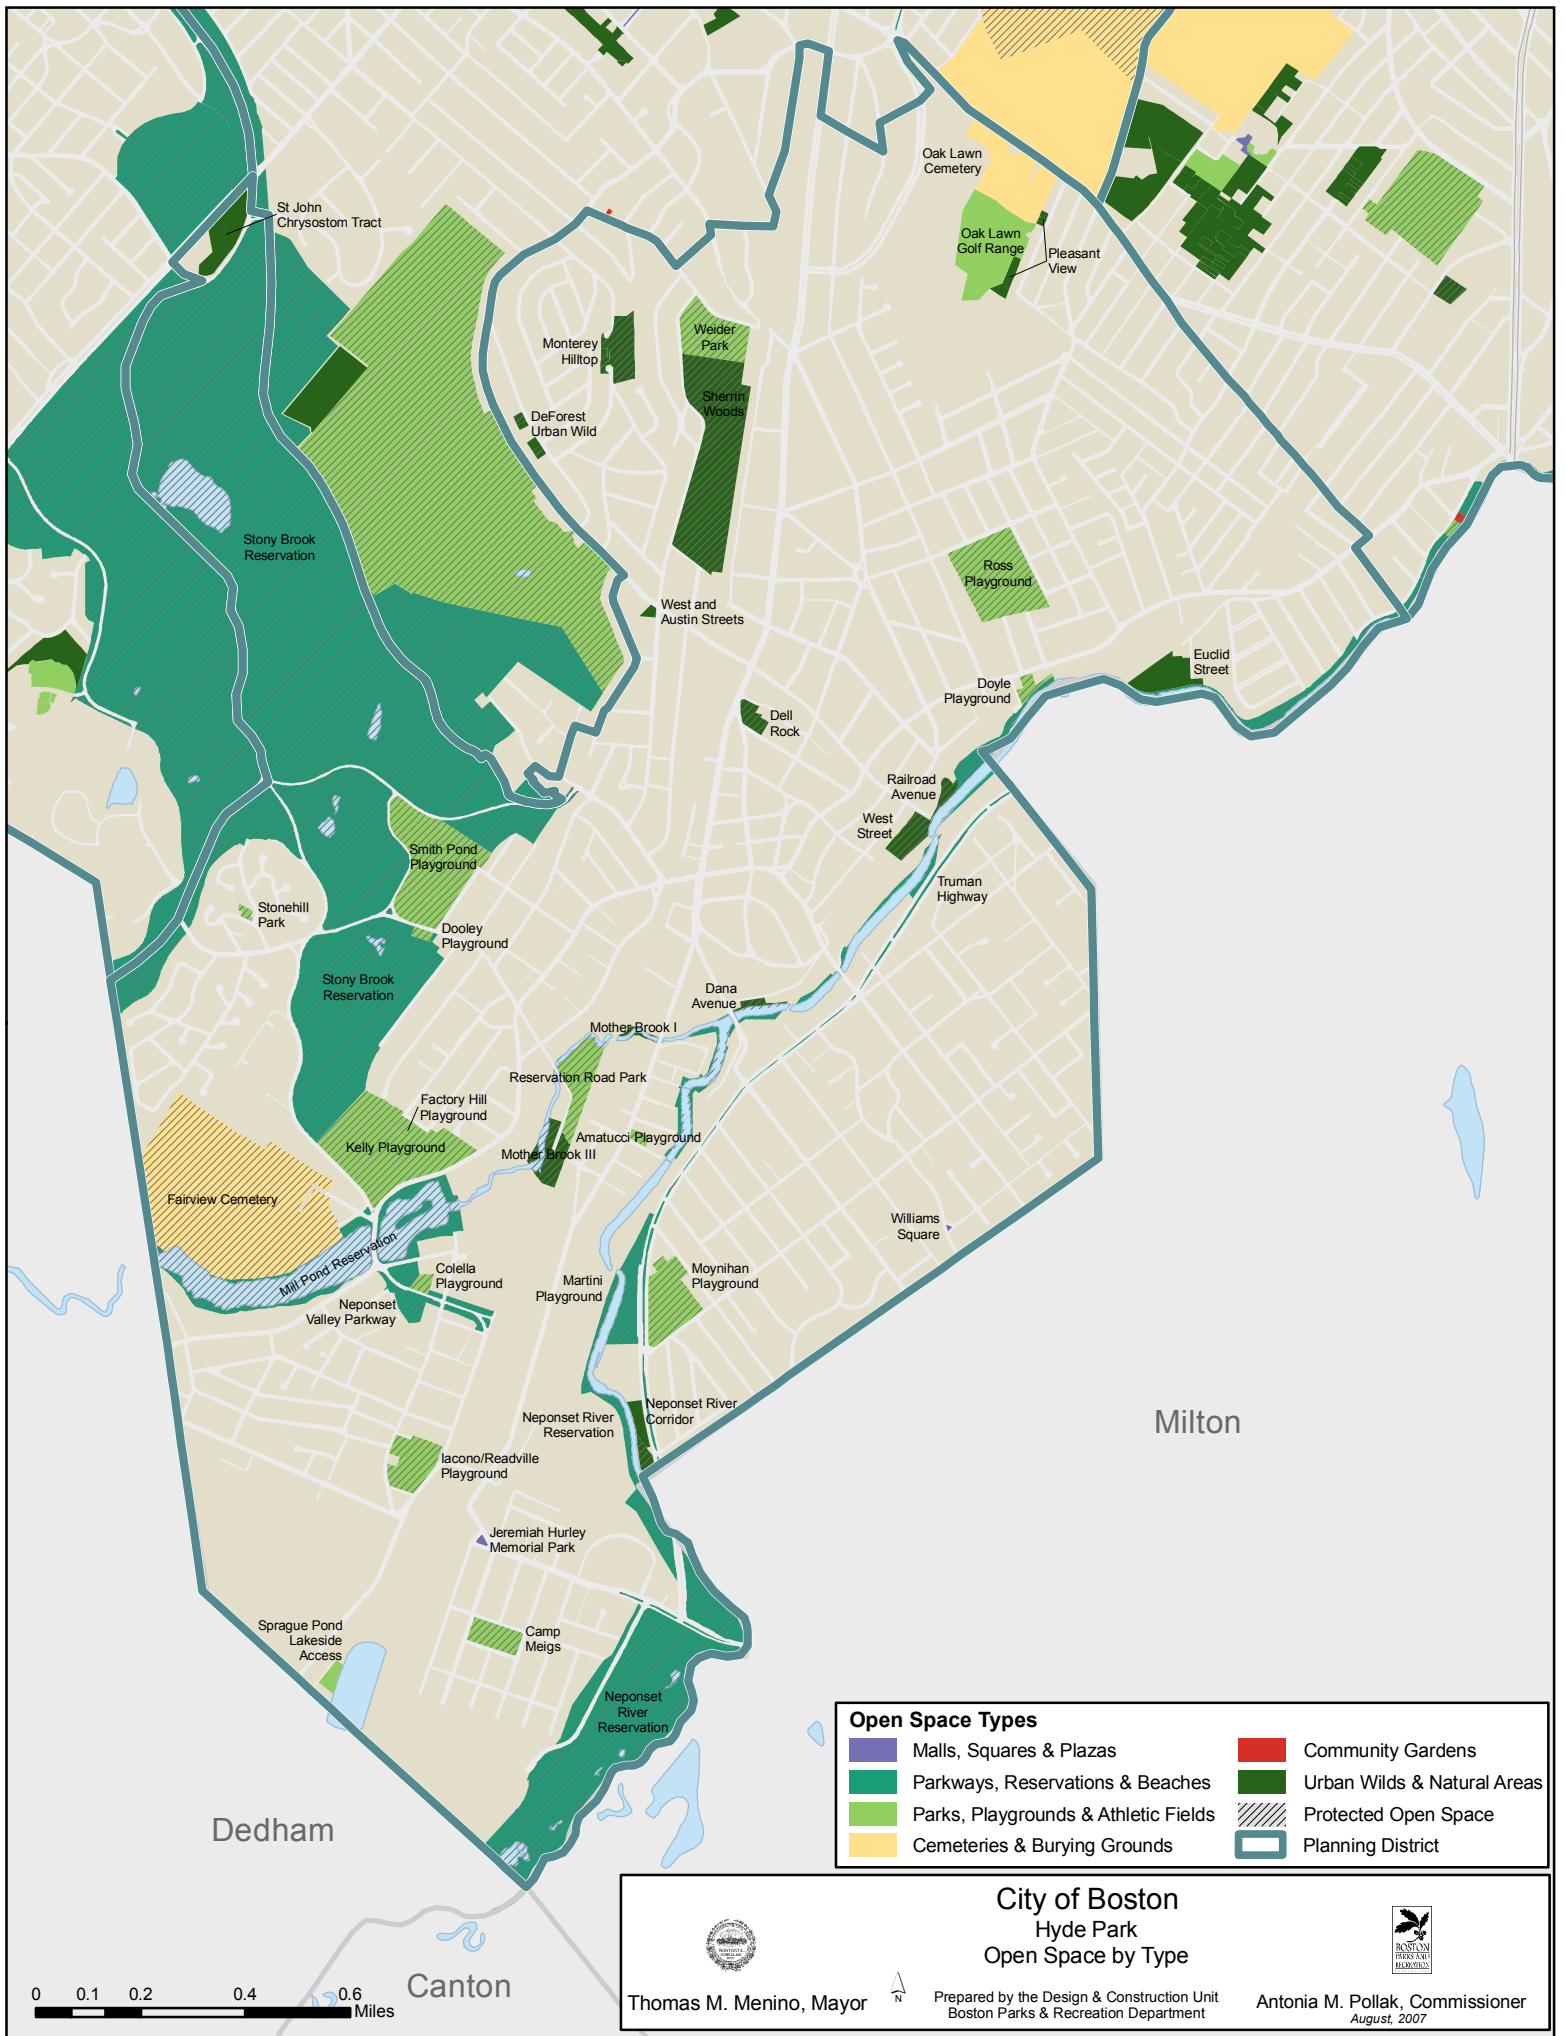 Oak Lawn
Cemetery
St John
Chrysostom Tract
Oak Lawn
Golf Range
Pleasant
View
Weider
Park
Monterey
Hilltop
Sherrin
Woods
DeForest
Urban Wild
Stony Brook
Reservation
Ross
Playground
West and
Austin Streets
Euclid
Street
Doyle
Playground
Dell
Rock
Railroad
Avenue
West
Street
Smith Pond
Playground
Truman
Highway
Stonehill
Park
Dooley
Playground
Stony Brook
Reservation
Dana
Avenue
Mother Brook I
Reservation Road Park
Factory Hill
Playground
Kelly Playground
Amatucci Playground
Mother Brook III
Fairview Cemetery
Williams
Square
Mill Pond Reservation
Colella
Playground
Martini
Playground
Moynihan
Playground
Neponset
Valley Parkway
Neponset River
Corridor
Neponset River
Reservation
Milton
Iacono/Readville
Playground
Jeremiah Hurley
Memorial Park
Sprague Pond
Lakeside
Access
Camp
Meigs
Neponset
River
Reservation
Dedham
Canton
0 0.1 0.2 0.4 0.6
Miles
Open Space Types
Malls, Squares & Plazas
Parkways, Reservations & Beaches
Parks, Playgrounds & Athletic Fields
Cemeteries & Burying Grounds
Community Gardens
Urban Wilds & Natural Areas
Protected Open Space
Planning District
City of Boston
Hyde Park
Open Space by Type
Thomas M. Menino, Mayor
N
Prepared by the Design & Construction Unit
Boston Parks & Recreation Department
BOSTON
PARKS AND
RECREATION
Antonia M. Pollak, Commissioner
August, 2007